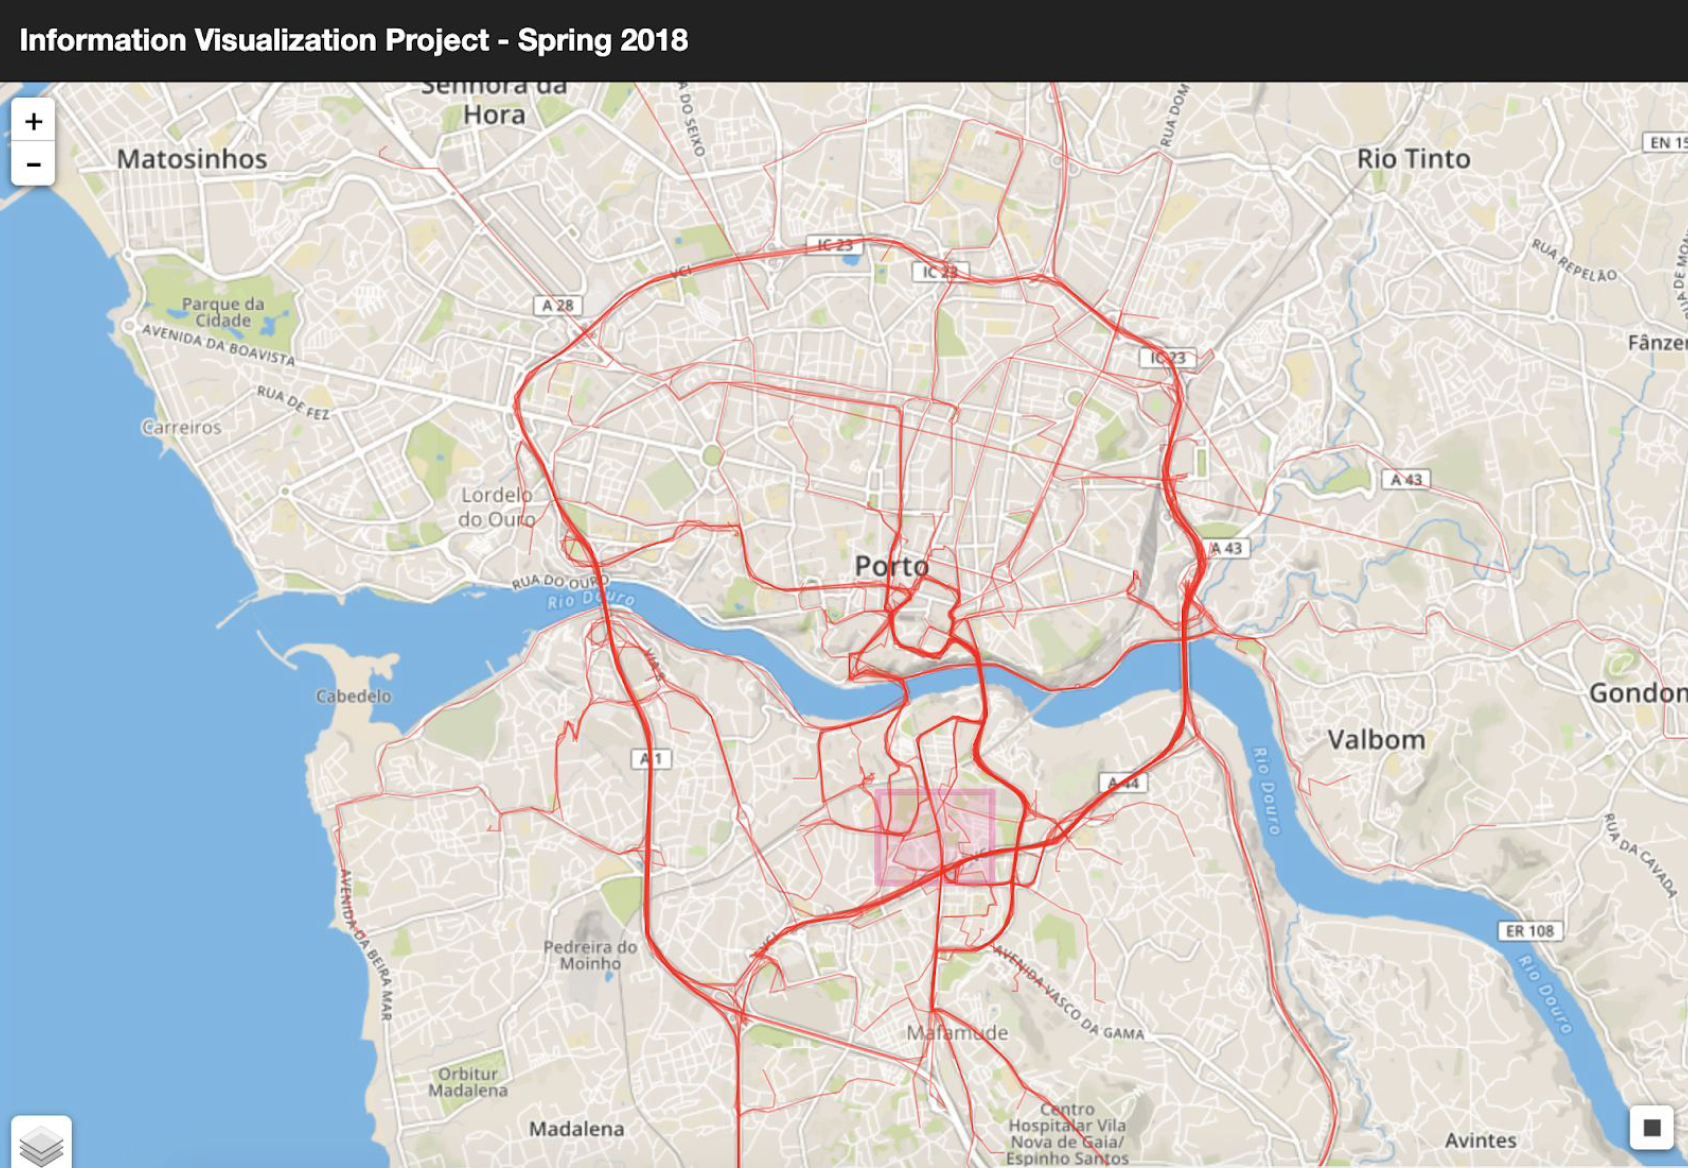 Information Visualization Project - Spring 2018
Senhora da
Hora
+
-
Matosinhos
A DO SEIXO
RUA DOM
Rio Tinto
EN 15
IC 23
VCI
IC 23
RUA REPELÃO
A 28
Parque da
Cidade
AVENIDA DA BOAVISTA
IC 23
Fânzer
RUA DE FEZ
Carreiros
Lordelo
do Ouro
A 43
A 43
Porto
RUA DO OURO
Rio Douro
Cabedelo
Gondon
A 1
Valbom
A 44
Rio Douro
RUA DA CAVADA
AVENIDA DA BEIRA MAR
VCI
Pedreira do
Moinho
ER 108
AVENIDA VASCO DA GAMA
Rio Douro
Mafamude
Orbitur
Madalena
Madalena
Centro
Hospitalar Vila
Nova de Gaia/
Espinho Santos
Avintes